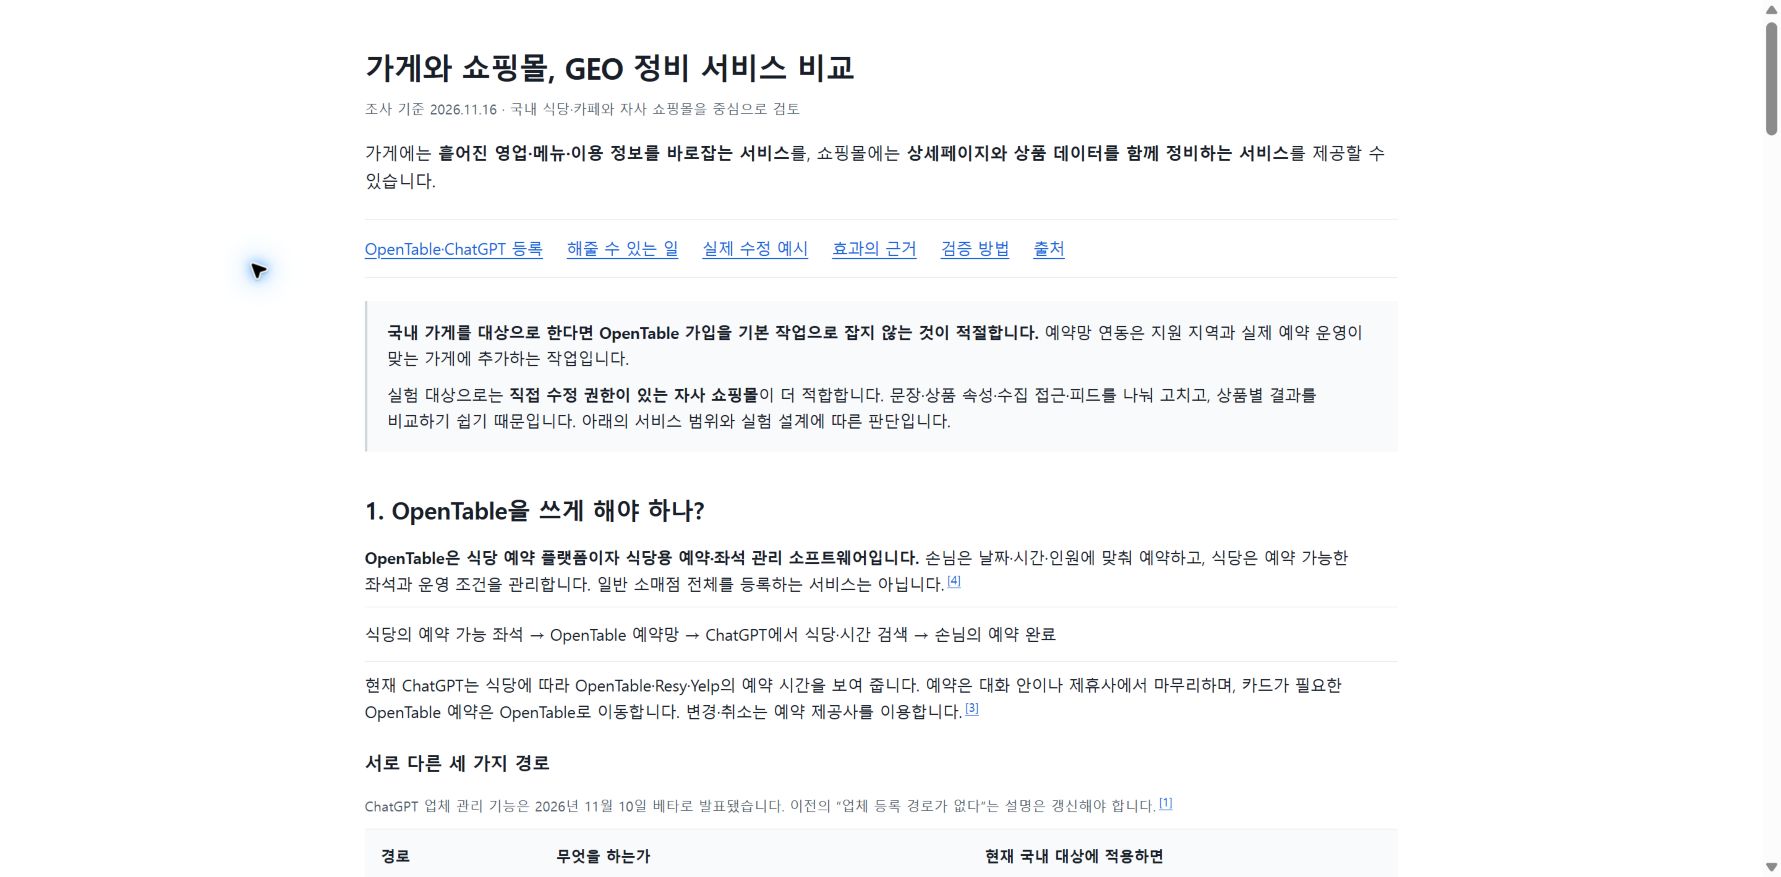 가게와 쇼핑몰, GEO 정비 서비스 비교
조사 기준 2026.11.16 · 국내 식당·카페와 자사 쇼핑몰을 중심으로 검토
가게에는 흩어진 영업·메뉴·이용 정보를 바로잡는 서비스를, 쇼핑몰에는 상세페이지와 상품 데이터를 함께 정비하는 서비스를 제공할 수
있습니다.
OpenTable·ChatGPT 등록 해줄 수 있는 일 실제 수정 예시 효과의 근거 검증 방법 출처
국내 가게를 대상으로 한다면 OpenTable 가입을 기본 작업으로 잡지 않는 것이 적절합니다. 예약망 연동은 지원 지역과 실제 예약 운영이
맞는 가게에 추가하는 작업입니다.
실험 대상으로는 직접 수정 권한이 있는 자사 쇼핑몰이 더 적합합니다. 문장·상품 속성·수집 접근·피드를 나눠 고치고, 상품별 결과를
비교하기 쉽기 때문입니다. 아래의 서비스 범위와 실험 설계에 따른 판단입니다.
1. OpenTable을 쓰게 해야 하나?
OpenTable은 식당 예약 플랫폼이자 식당용 예약·좌석 관리 소프트웨어입니다. 손님은 날짜·시간·인원에 맞춰 예약하고, 식당은 예약 가능한
좌석과 운영 조건을 관리합니다. 일반 소매점 전체를 등록하는 서비스는 아닙니다. [4]
식당의 예약 가능 좌석 → OpenTable 예약망 → ChatGPT에서 식당·시간 검색 → 손님의 예약 완료
현재 ChatGPT는 식당에 따라 OpenTable·Resy·Yelp의 예약 시간을 보여 줍니다. 예약은 대화 안이나 제휴사에서 마무리하며, 카드가 필요한
OpenTable 예약은 OpenTable로 이동합니다. 변경·취소는 예약 제공사를 이용합니다. [3]
서로 다른 세 가지 경로
ChatGPT 업체 관리 기능은 2026년 11월 10일 베타로 발표됐습니다. 이전의 "업체 등록 경로가 없다"는 설명은 갱신해야 합니다. [1]
경로 무엇을 하는가 현재 국내 대상에 적용하면